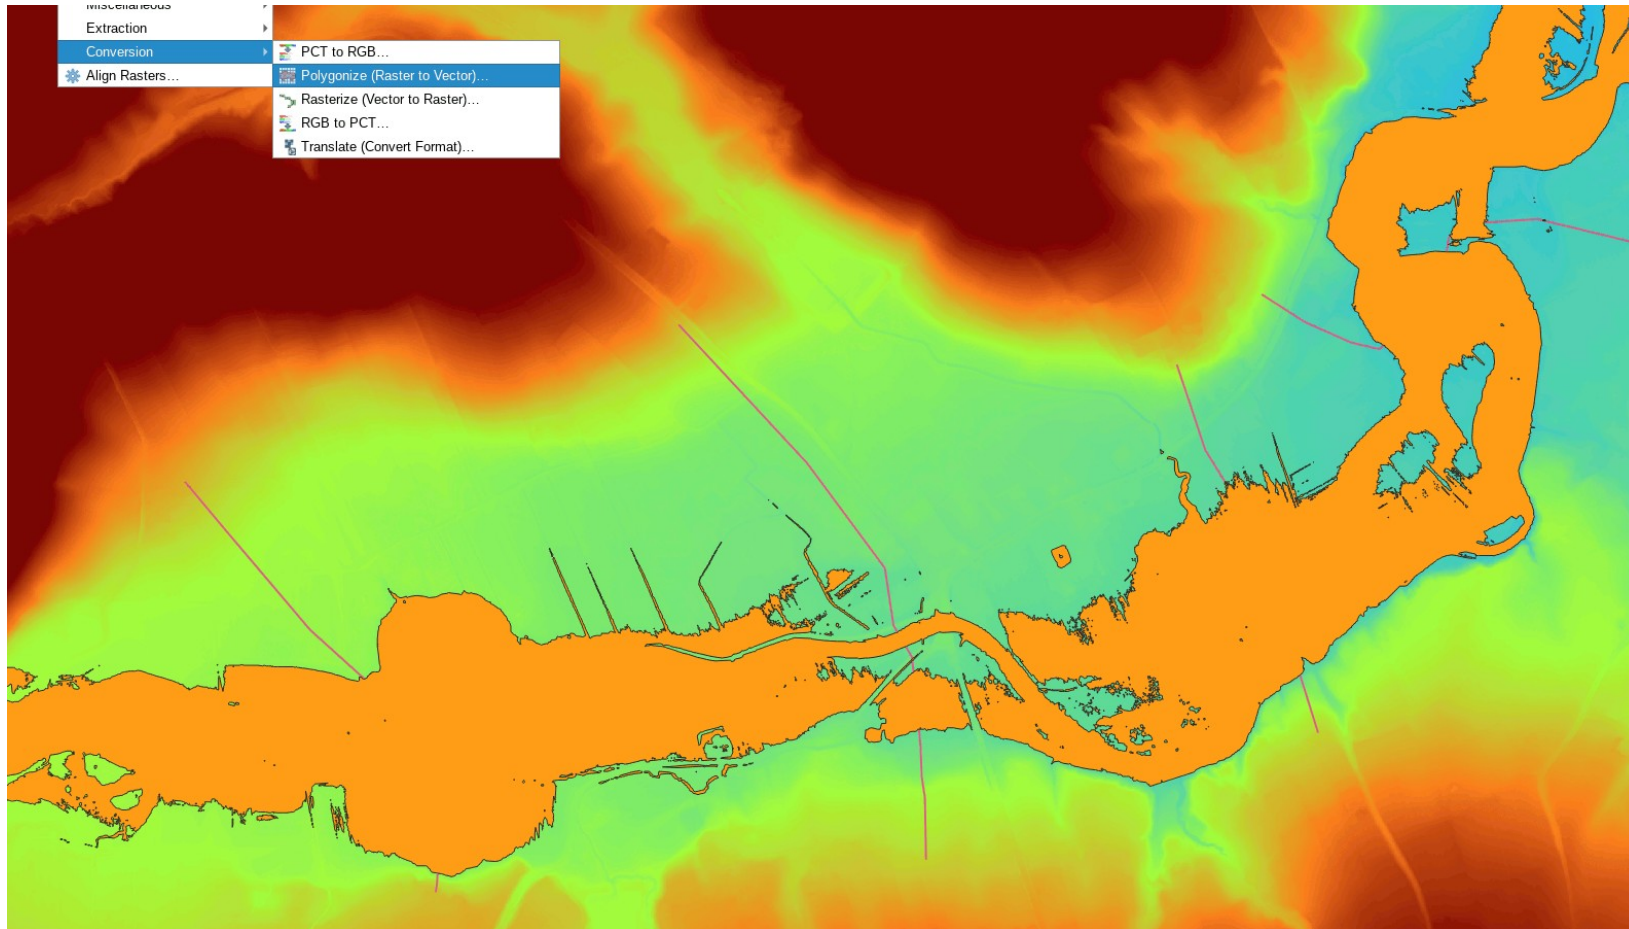 Miscellaneous
Extraction
Conversion
Align Rasters…
PCT to RGB…
Polygonize (Raster to Vector)…
Rasterize (Vector to Raster)…
RGB to PCT…
Translate (Convert Format)…